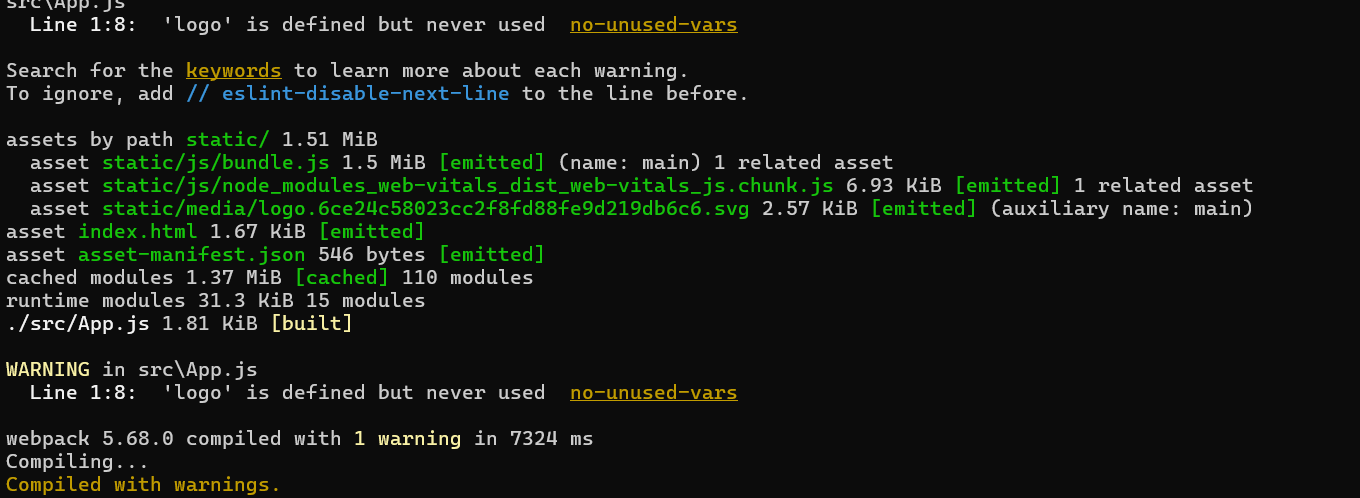 src\App.js
  Line 1:8:  'logo' is defined but never used  no-unused-vars

Search for the keywords to learn more about each warning.
To ignore, add // eslint-disable-next-line to the line before.

assets by path static/ 1.51 MiB
  asset static/js/bundle.js 1.5 MiB [emitted] (name: main) 1 related asset
  asset static/js/node_modules_web-vitals_dist_web-vitals_js.chunk.js 6.93 KiB [emitted] 1 related asset
  asset static/media/logo.6ce24c58023cc2f8fd88fe9d219db6c6.svg 2.57 KiB [emitted] (auxiliary name: main)
asset index.html 1.67 KiB [emitted]
asset asset-manifest.json 546 bytes [emitted]
cached modules 1.37 MiB [cached] 110 modules
runtime modules 31.3 KiB 15 modules
./src/App.js 1.81 KiB [built]

WARNING in src\App.js
  Line 1:8:  'logo' is defined but never used  no-unused-vars

webpack 5.68.0 compiled with 1 warning in 7324 ms
Compiling...
Compiled with warnings.